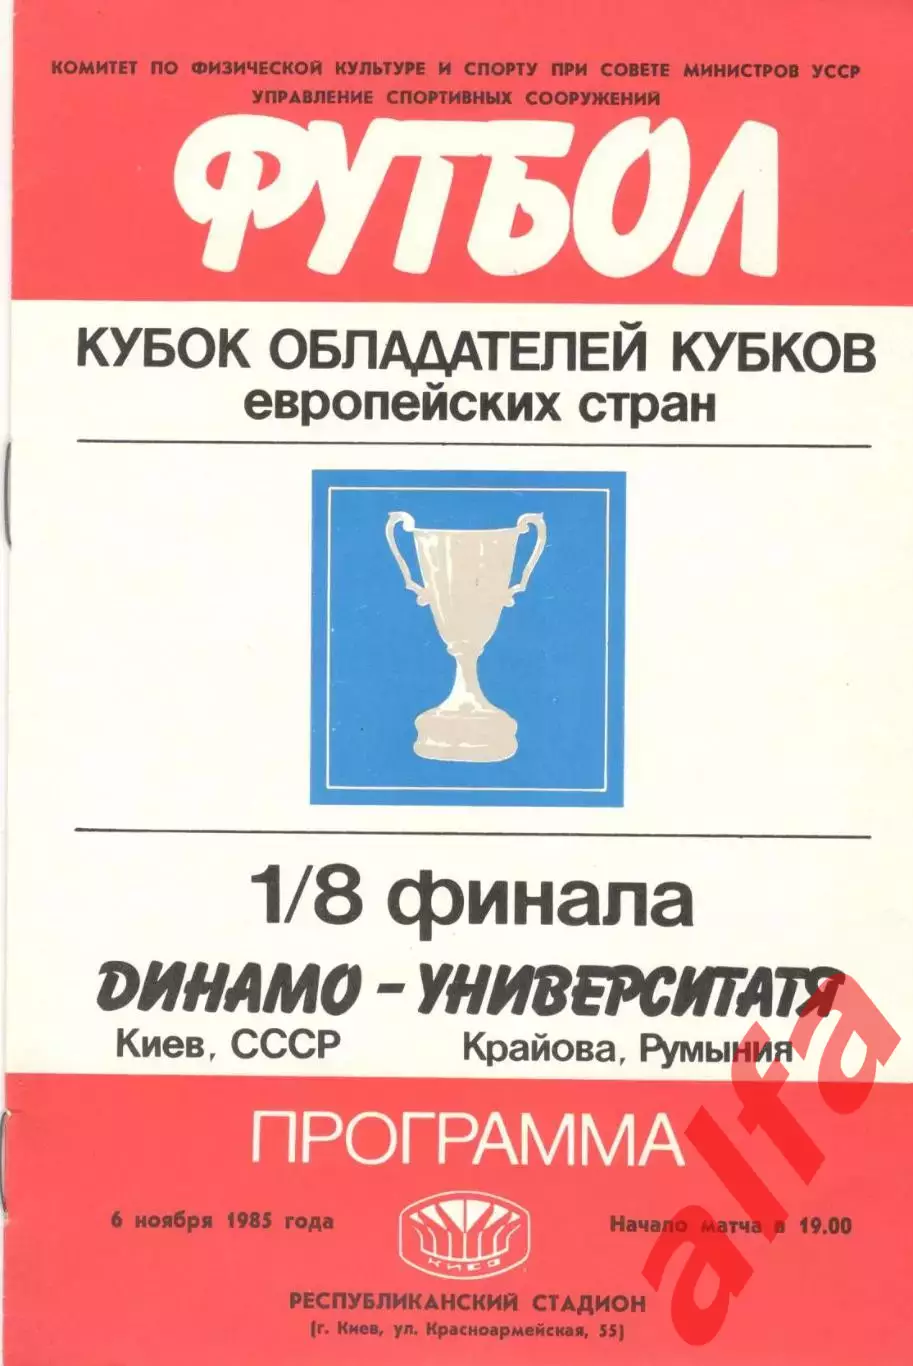 КОМИТЕТ ПО ФИЗИЧЕСКОЙ КУЛЬТУРЕ И СПОРТУ ПРИ СОВЕТЕ МИНИСТРОВ УССР
УПРАВЛЕНИЕ СПОРТИВНЫХ СООРУЖЕНИЙ
ФУТБОЛ
КУБОК ОБЛАДАТЕЛЕЙ КУБКОВ
европейских стран
1/8 финала
ДИНАМО – УНИВЕРСИТАТЯ
Киев, СССР Крайова, Румыния
ПРОГРАММА
6 ноября 1985 года Начало матча в 19.00
КИЕВ
РЕСПУБЛИКАНСКИЙ СТАДИОН
(г. Киев, ул. Красноармейская, 55)
alfa